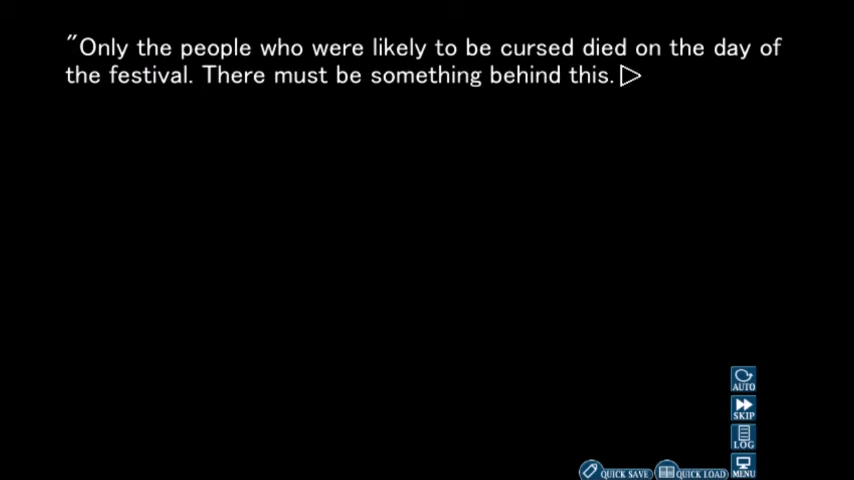 "Only the people who were likely to be cursed died on the day of
the festival. There must be something behind this.
AUTO
SKIP
LOG
MENU
QUICK SAVE QUICK LOAD